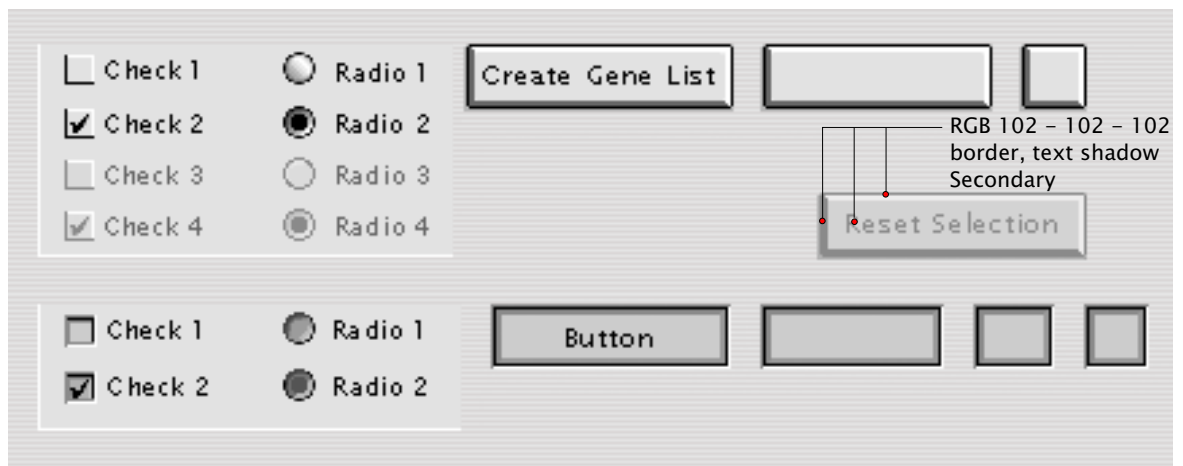 Check 1
Radio 1
Create Gene List
Check 2
Radio 2
RGB 102 – 102 – 102
border, text shadow
Secondary
Check 3
Radio 3
Check 4
Radio 4
Reset Selection
Check 1
Radio 1
Button
Check 2
Radio 2